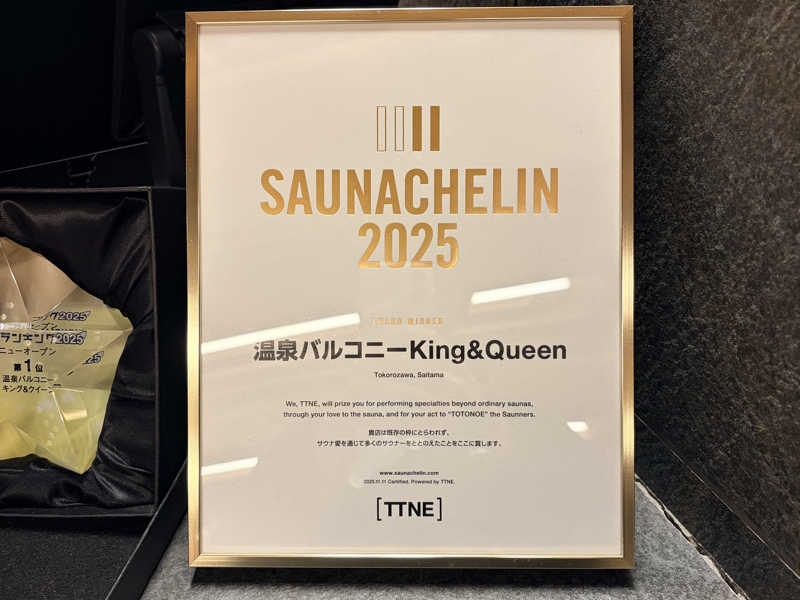 SAUNACHELIN
2025
温泉バルコニーKing&Queen
Tokorozawa, Saitama
We, TTNE, will prize you for performing specialties beyond ordinary saunas,
through your love to the sauna, and for your act to "TOTONOE" the Saunners.
貴店は既存の枠にとらわれず、
サウナ愛を通じて多くのサウナーをととのえたことをここに賞します。
www.saunachelin.com
2025.11.11 Certified. Powered by TTNE.
[TTNE]
ランキング2025
ニューオープン
第1位
温泉バルコニー
キング&クイーン